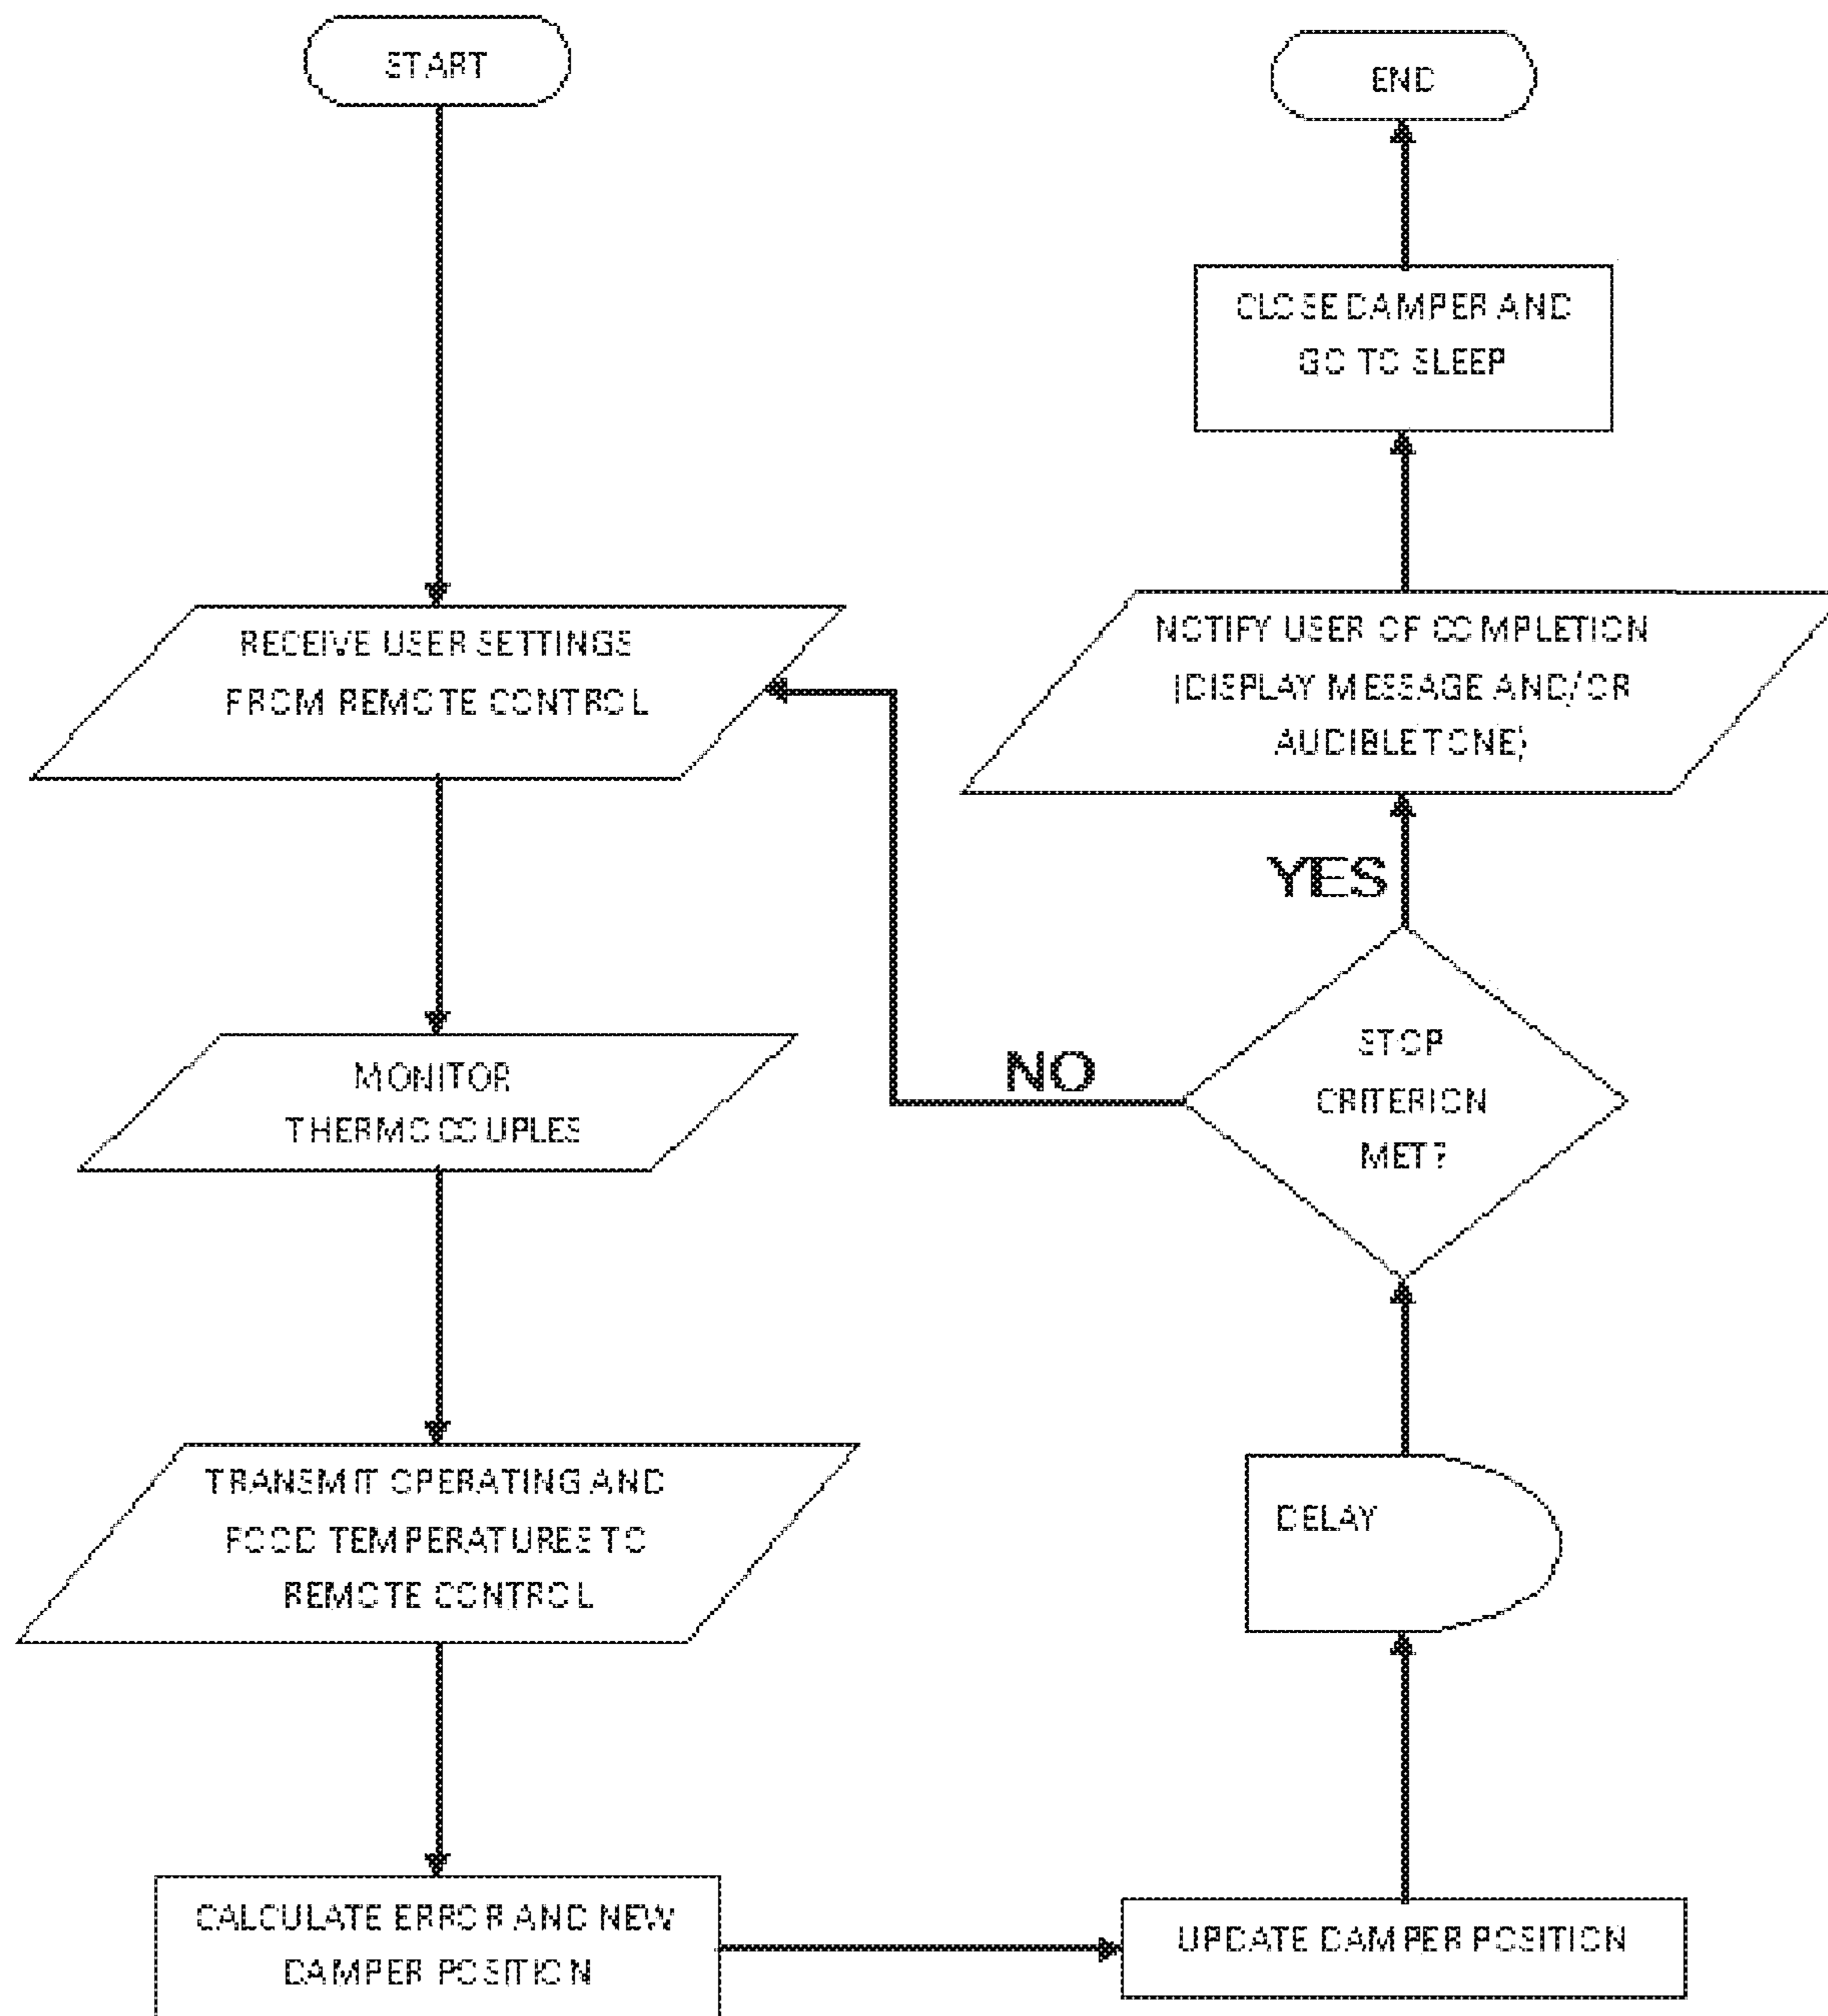 START
RECEIVE USER SETTINGS
FROM REMOTE CONTROL
MONITOR
THERMOCOUPLES
TRANSMIT OPERATING AND
FOOD TEMPERATURES TO
REMOTE CONTROL
CALCULATE ERROR AND NEW
DAMPER POSITION
UPDATE DAMPER POSITION
DELAY
STOP
CRITERION
MET?
NO
YES
NOTIFY USER OF COMPLETION
(DISPLAY MESSAGE AND/OR
AUDIBLE TONE)
CLOSE DAMPER AND
GO TO SLEEP
END